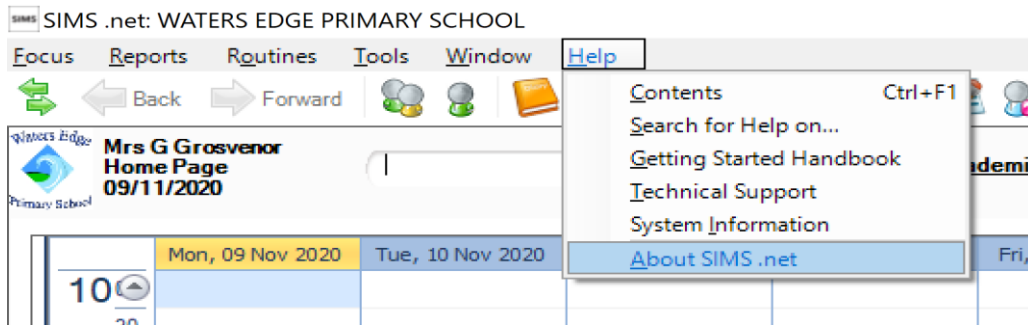 SIMS .net: WATERS EDGE PRIMARY SCHOOL
Focus Reports Routines Tools Window Help
Back Forward
Contents Ctrl+F1
Search for Help on...
Getting Started Handbook
Technical Support
System Information
About SIMS .net
Waters Edge
Primary School
Mrs G Grosvenor
Home Page
09/11/2020
Mon, 09 Nov 2020 Tue, 10 Nov 2020 Fri,
10